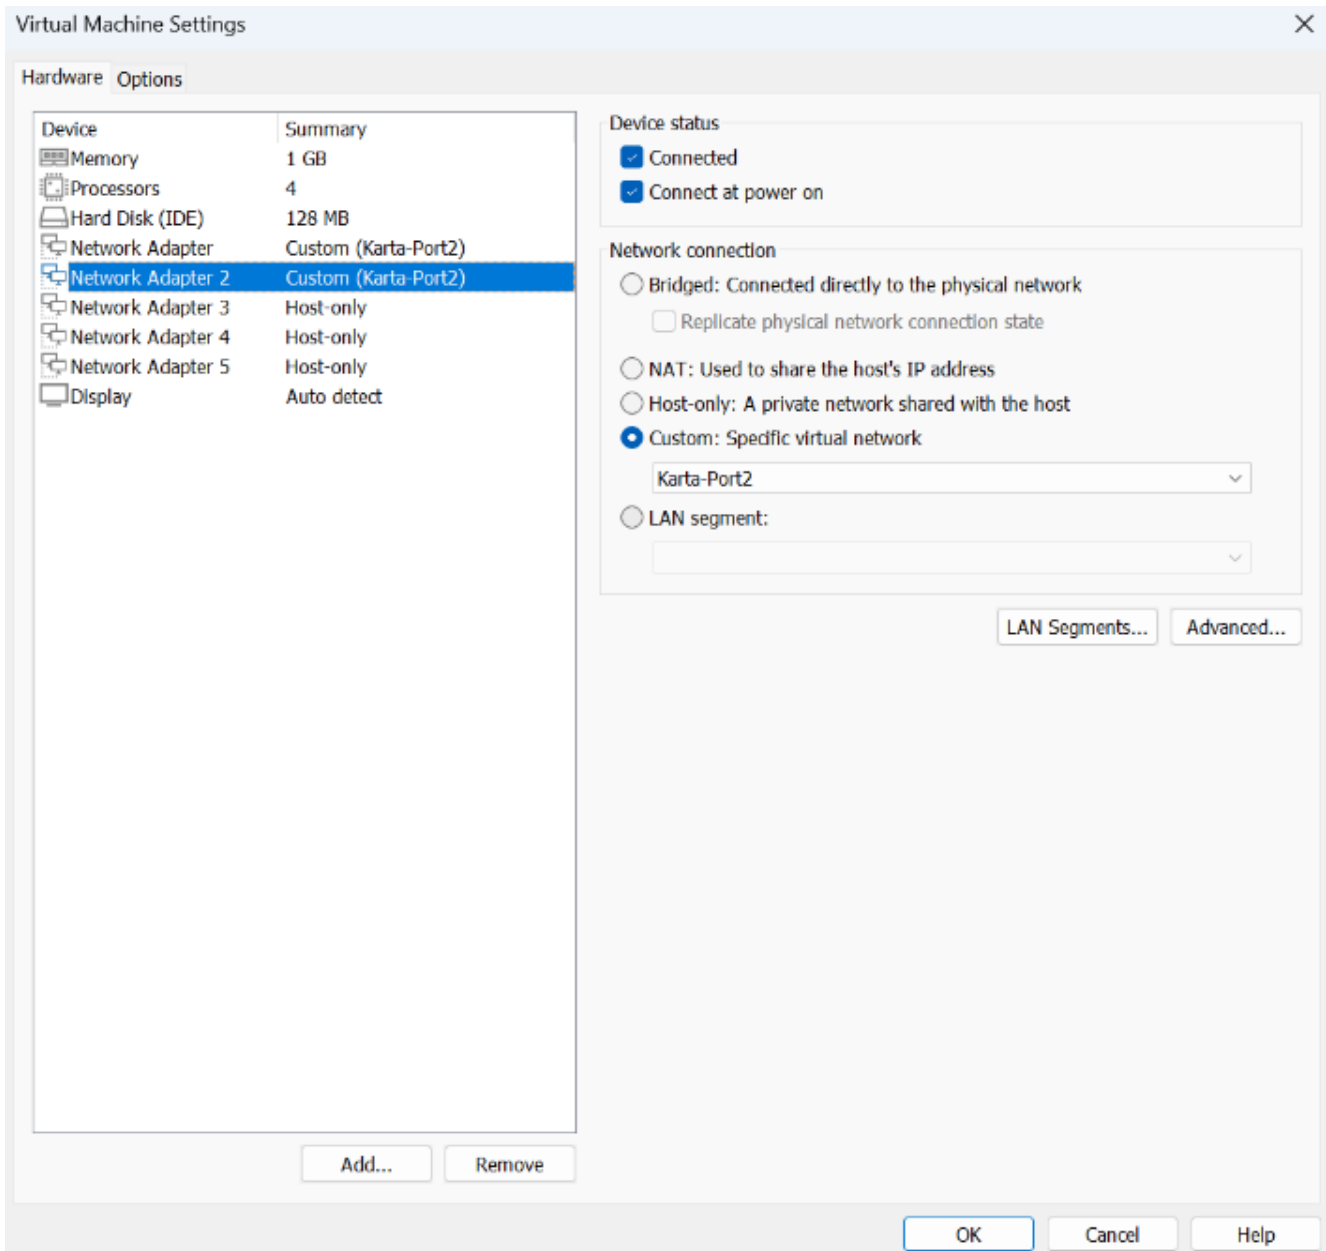 Virtual Machine Settings
Hardware Options
Device Summary
Memory 1 GB
Processors 4
Hard Disk (IDE) 128 MB
Network Adapter Custom (Karta-Port2)
Network Adapter 2 Custom (Karta-Port2)
Network Adapter 3 Host-only
Network Adapter 4 Host-only
Network Adapter 5 Host-only
Display Auto detect
Add...
Remove
Device status
Connected
Connect at power on
Network connection
Bridged: Connected directly to the physical network
Replicate physical network connection state
NAT: Used to share the host's IP address
Host-only: A private network shared with the host
Custom: Specific virtual network
Karta-Port2
LAN segment:
LAN Segments... Advanced...
OK Cancel Help